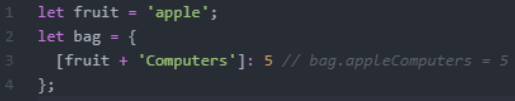 1 let fruit = 'apple';
2 let bag = {
3   [fruit + 'Computers']: 5 // bag.appleComputers = 5
4 };